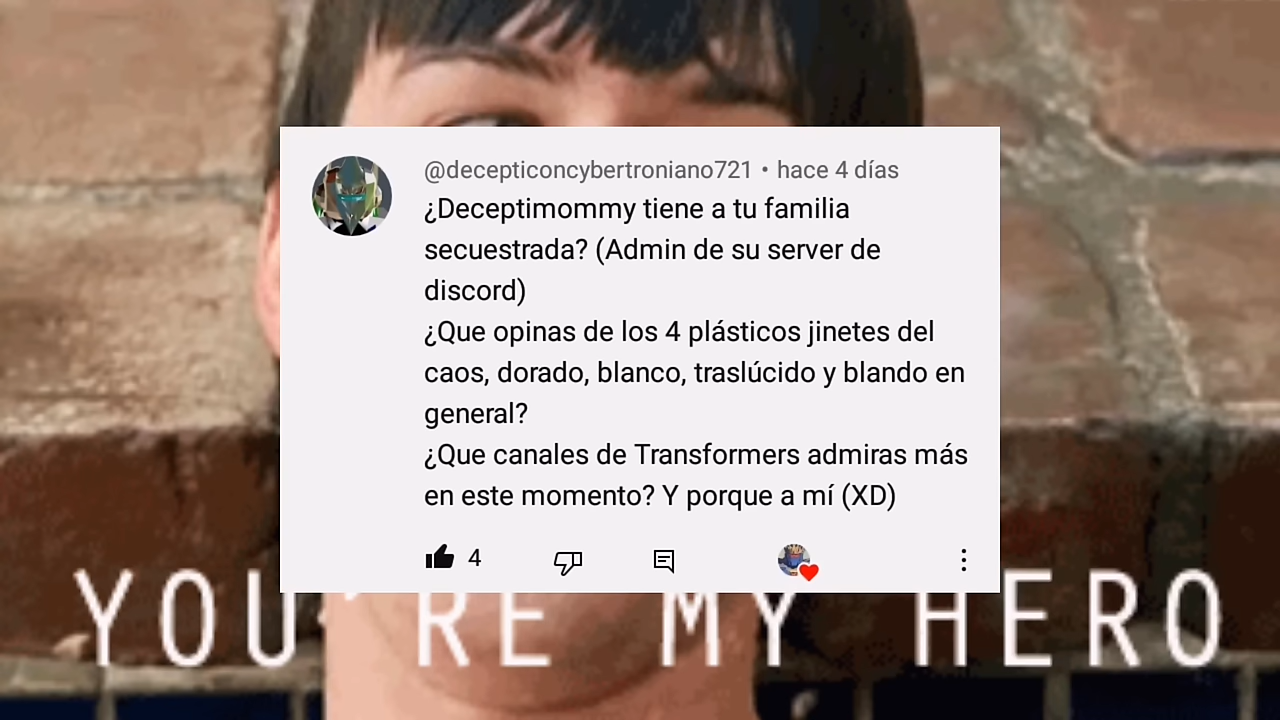 @decepticoncybertroniano721 • hace 4 días
¿Deceptimommy tiene a tu familia
secuestrada? (Admin de su server de
discord)
¿Que opinas de los 4 plásticos jinetes del
caos, dorado, blanco, traslúcido y blando en
general?
¿Que canales de Transformers admiras más
en este momento? Y porque a mí (XD)
4
YOU'RE MY HERO